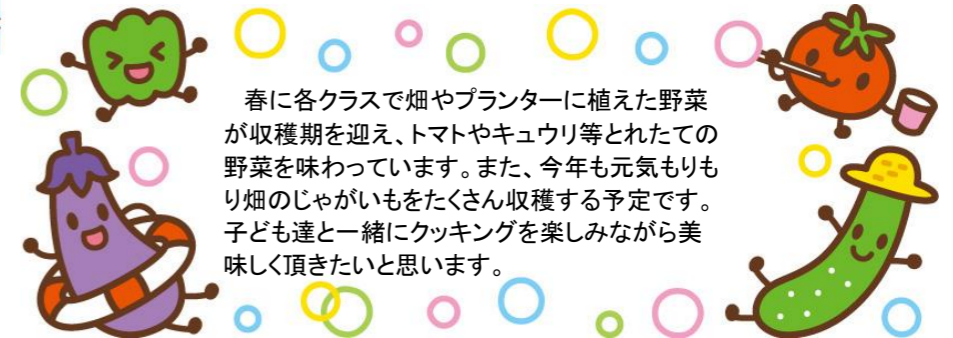 春に各クラスで畑やプランターに植えた野菜
が収穫期を迎え、トマトやキュウリ等とれたての
野菜を味わっています。また、今年も元気もりも
り畑のじゃがいもをたくさん収穫する予定です。
子ども達と一緒にクッキングを楽しみながら美
味しく頂きたいと思います。